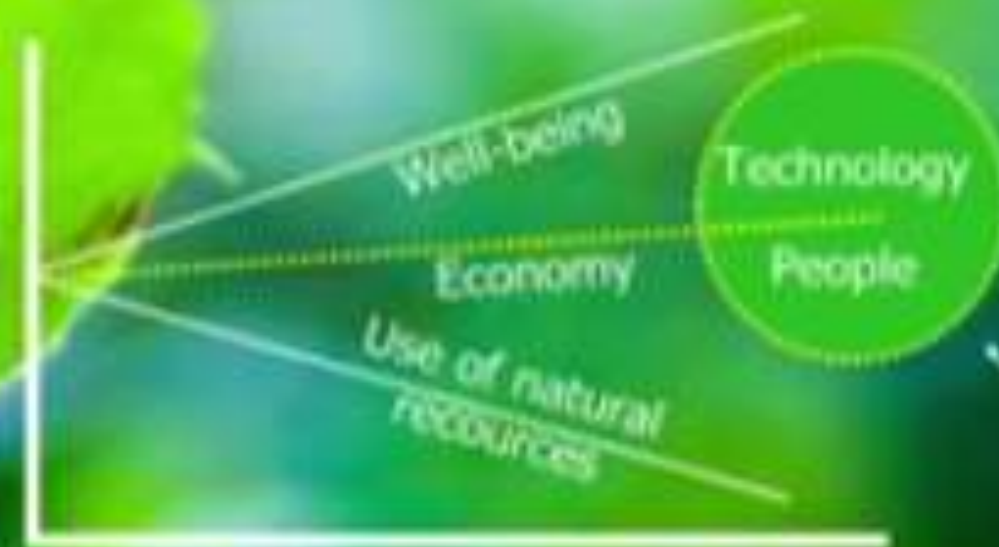 Well-being
Technology
People
Economy
Use of natural
recources